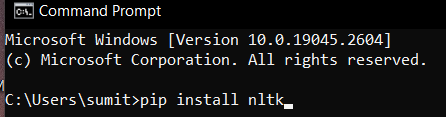 Command Prompt
Microsoft Windows [Version 10.0.19045.2604]
(c) Microsoft Corporation. All rights reserved.
C:\Users\sumit>pip install nltk